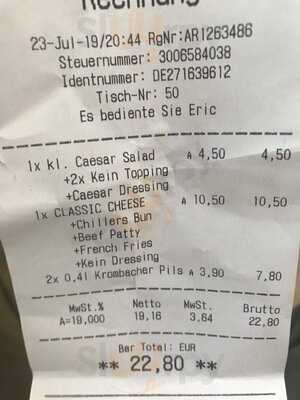 Rechnung
23-Jul-19/20:44 RgNr:AR1263486
Steuernummer: 3006584038
Identnummer: DE271639612
Tisch-Nr: 50
Es bediente Sie Eric
1x kl. Caesar Salad A 4,50 4,50
+2x Kein Topping
+Caesar Dressing
1x CLASSIC CHEESE A 10,50 10,50
+Chillers Bun
+Beef Patty
+French Fries
+Kein Dressing
2x 0,4l Krombacher Pils A 3,90 7,80
MwSt.% Netto MwSt. Brutto
A=19,000 19,16 3,64 22,80
Bar Total: EUR
** 22,80 **